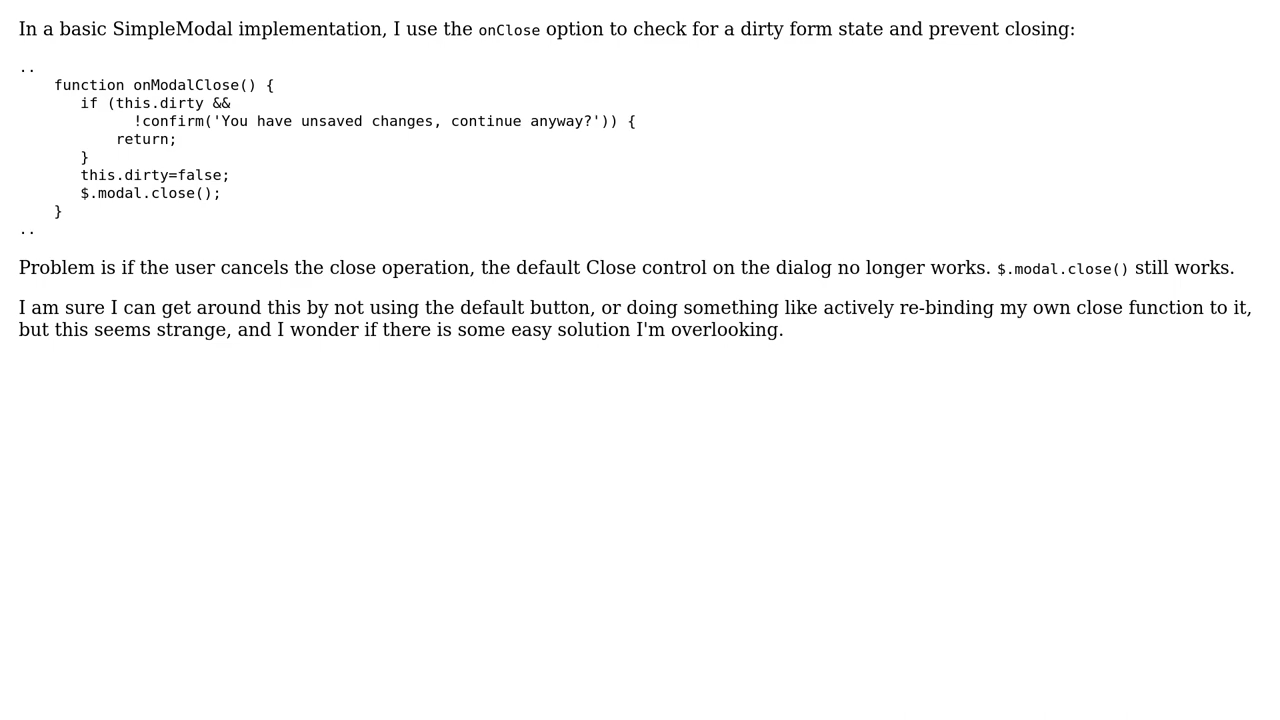 In a basic SimpleModal implementation, I use the onClose option to check for a dirty form state and prevent closing:
..
    function onModalClose() {
       if (this.dirty &&
             !confirm('You have unsaved changes, continue anyway?')) {
           return;
       }
       this.dirty=false;
       $.modal.close();
    }
..
Problem is if the user cancels the close operation, the default Close control on the dialog no longer works. $.modal.close() still works.
I am sure I can get around this by not using the default button, or doing something like actively re-binding my own close function to it,
but this seems strange, and I wonder if there is some easy solution I'm overlooking.